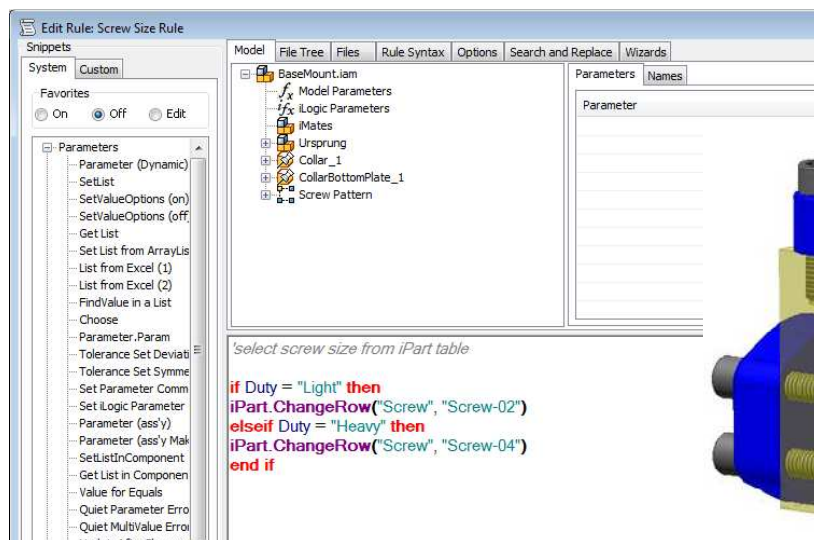 Edit Rule: Screw Size Rule
Snippets
System
Custom
Favorites
On
Off
Edit
Parameters
Parameter (Dynamic)
SetList
SetValueOptions (on)
SetValueOptions (off
Get List
Set List from ArrayLis
List from Excel (1)
List from Excel (2)
FindValue in a List
Choose
Parameter.Param
Tolerance Set Deviati
Tolerance Set Symme
Set Parameter Comm
Set iLogic Parameter
Parameter (ass'y)
Parameter (ass'y Mak
SetListInComponent
Get List in Componen
Value for Equals
Quiet Parameter Erro
Quiet MultiValue Error
Model
File Tree
Files
Rule Syntax
Options
Search and Replace
Wizards
BaseMount.iam
fx Model Parameters
ifx iLogic Parameters
iMates
Ursprung
Collar_1
CollarBottomPlate_1
Screw Pattern
Parameters
Names
Parameter
'select screw size from iPart table
if Duty = "Light" then
iPart.ChangeRow("Screw", "Screw-02")
elseif Duty = "Heavy" then
iPart.ChangeRow("Screw", "Screw-04")
end if